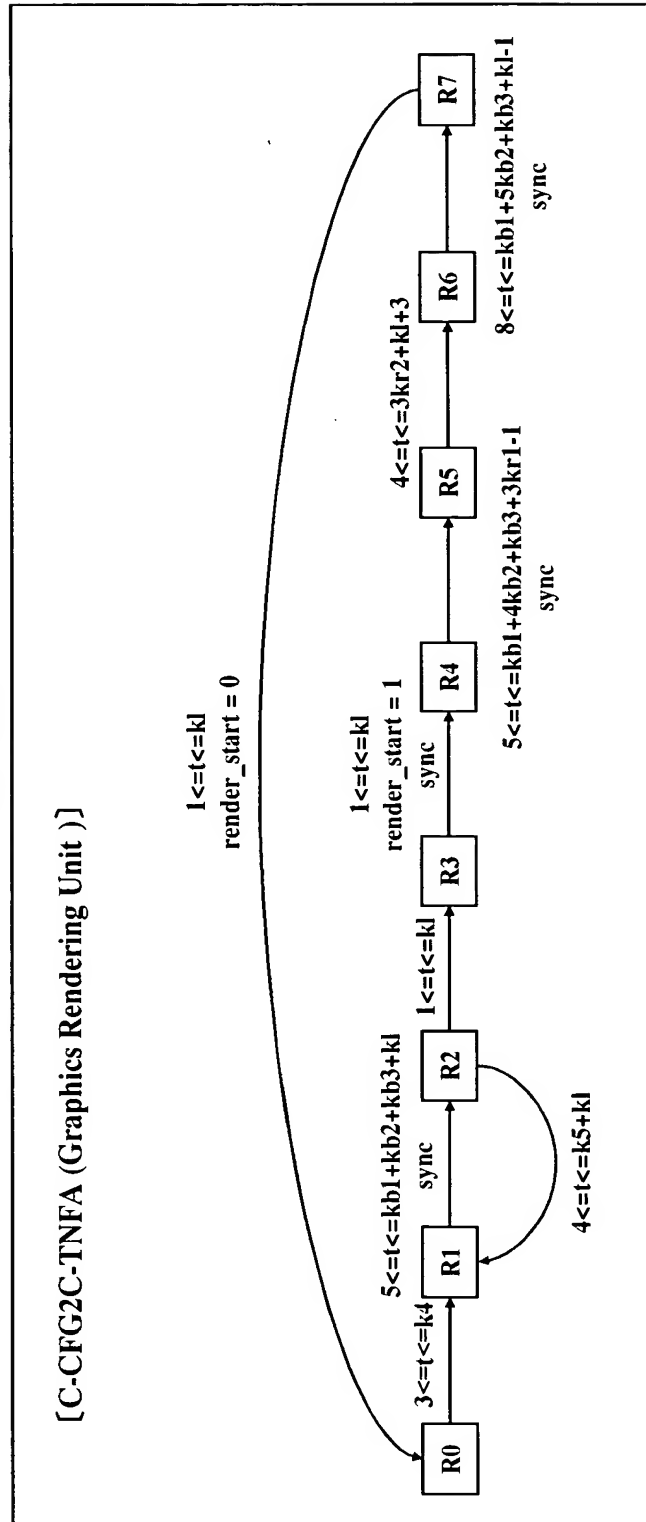 [C-CFG2C-TNFA (Graphics Rendering Unit )]
1<=t<=kl
render_start = 0
R0
3<=t<=k4
R1
5<=t<=kb1+kb2+kb3+kl
sync
R2
4<=t<=k5+kl
1<=t<=kl
R3
1<=t<=kl
render_start = 1
sync
R4
5<=t<=kb1+4kb2+kb3+3kr1-1
sync
R5
4<=t<=3kr2+kl+3
R6
8<=t<=kb1+5kb2+kb3+kl-1
sync
R7